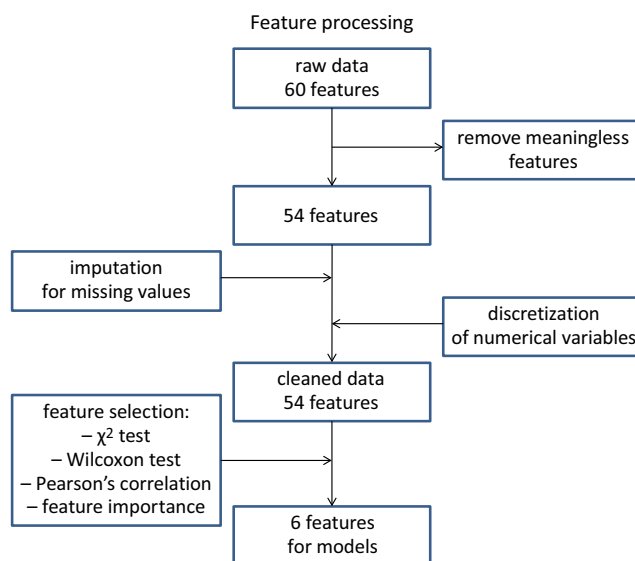 Feature processing
raw data
60 features
remove meaningless
features
54 features
imputation
for missing values
discretization
of numerical variables
cleaned data
54 features
feature selection:
– χ² test
– Wilcoxon test
– Pearson’s correlation
– feature importance
6 features
for models